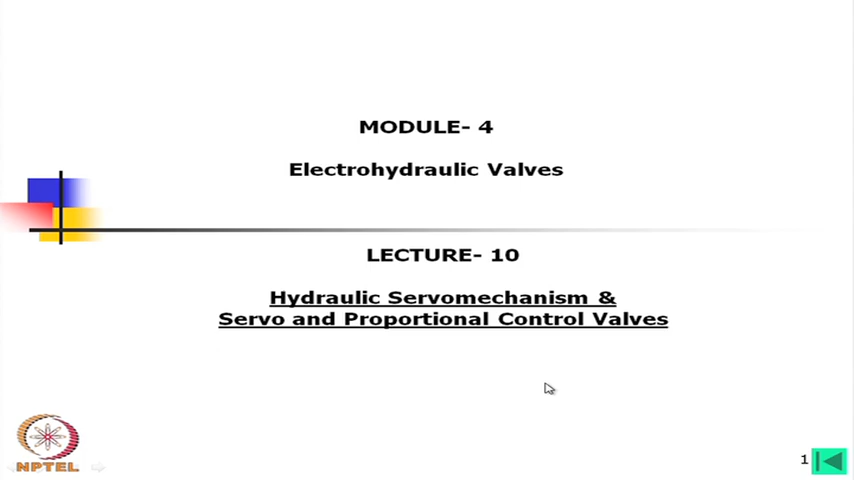 MODULE- 4
Electrohydraulic Valves
LECTURE- 10
Hydraulic Servomechanism &
Servo and Proportional Control Valves
NPTEL
1